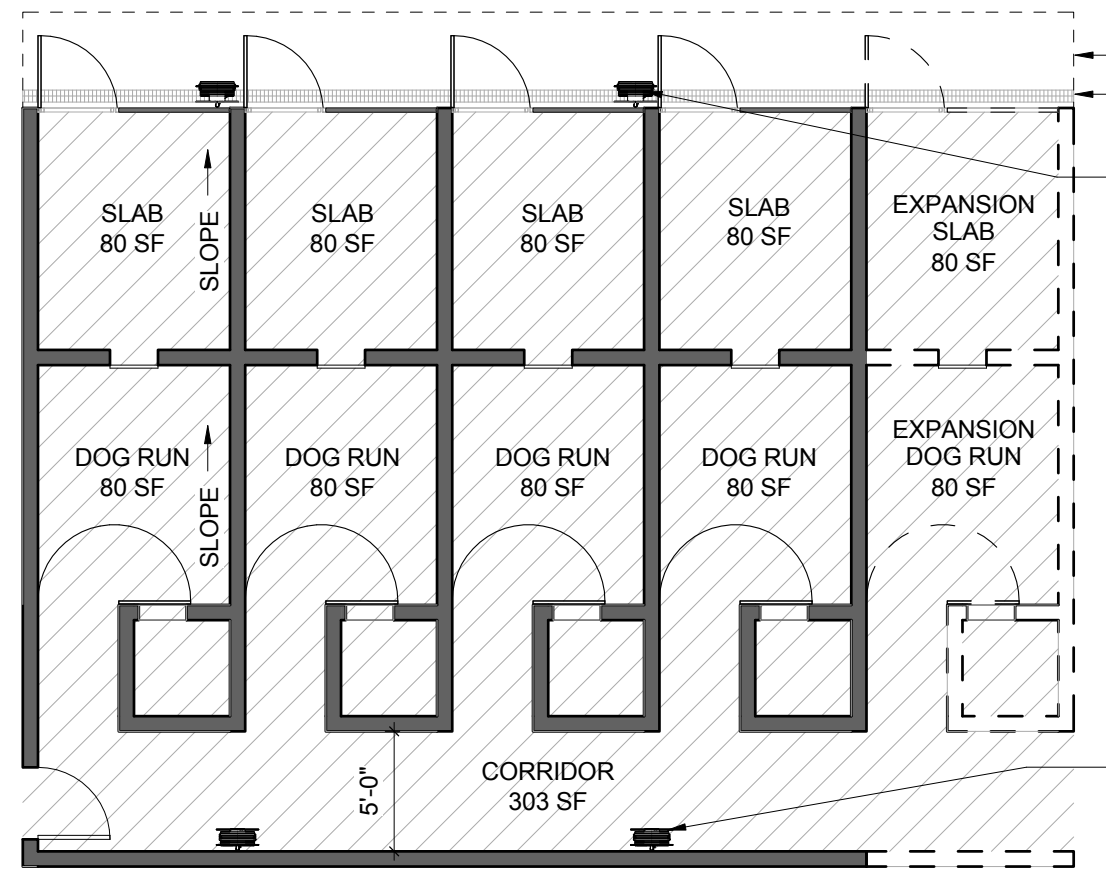 SLAB
80 SF
SLOPE
SLAB
80 SF
SLAB
80 SF
SLAB
80 SF
EXPANSION
SLAB
80 SF
DOG RUN
80 SF
SLOPE
DOG RUN
80 SF
DOG RUN
80 SF
DOG RUN
80 SF
EXPANSION
DOG RUN
80 SF
5'-0"
CORRIDOR
303 SF